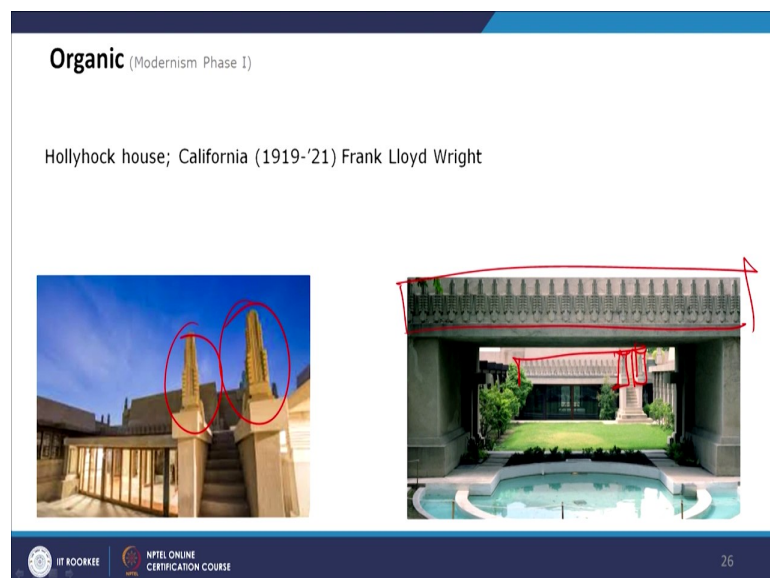 Organic (Modernism Phase I)
Hollyhock house; California (1919-’21) Frank Lloyd Wright
IIT ROORKEE
NPTEL ONLINE
CERTIFICATION COURSE
26